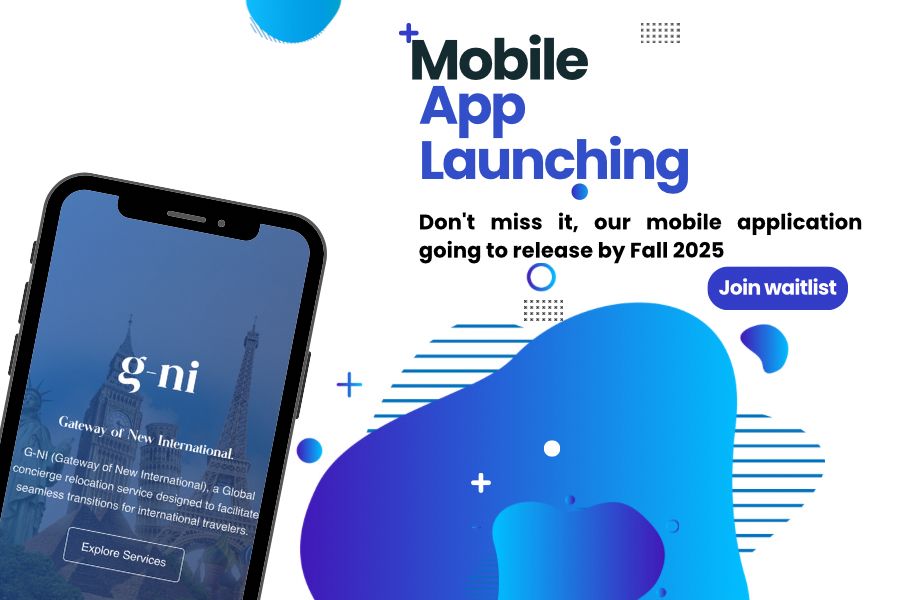 Mobile
App
Launching
Don't miss it, our mobile application
going to release by Fall 2025
Join waitlist
g-ni
Gateway of New International.
G-NI (Gateway of New International), a Global
concierge relocation service designed to facilitate
seamless transitions for international travelers.
Explore Services